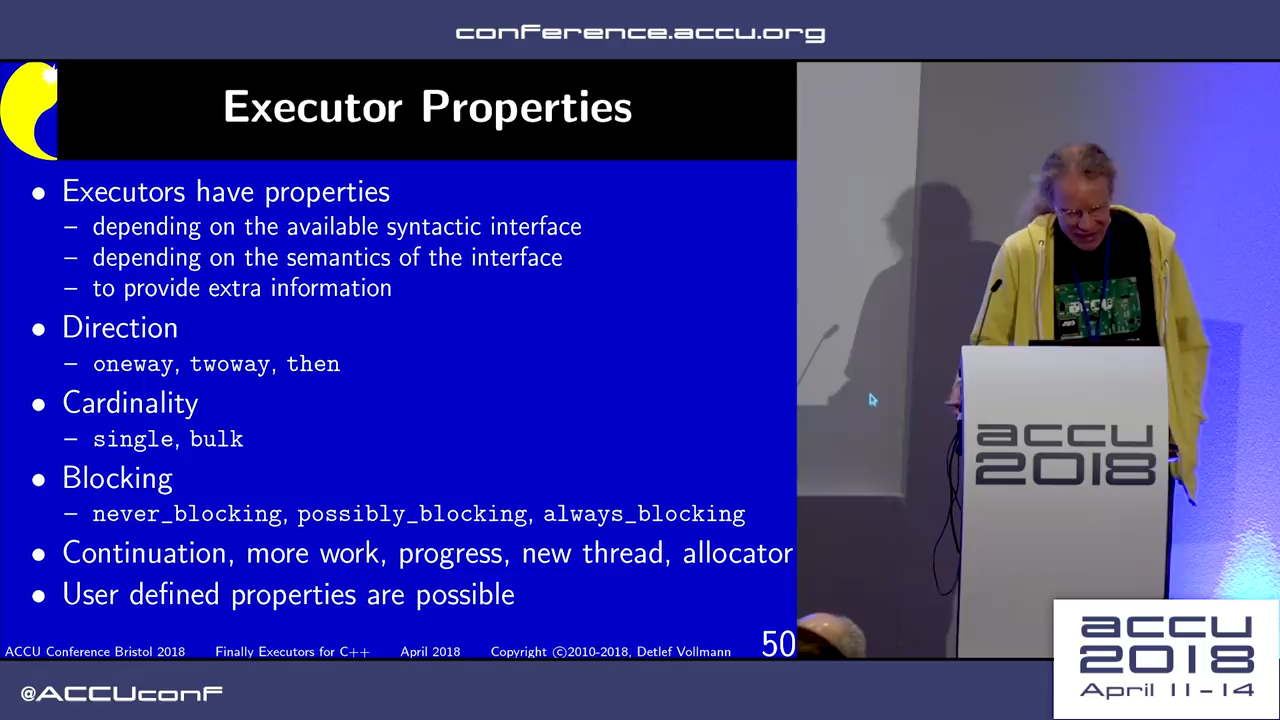 conference.accu.org
Executor Properties
• Executors have properties
– depending on the available syntactic interface
– depending on the semantics of the interface
– to provide extra information
• Direction
– oneway, twoway, then
• Cardinality
– single, bulk
• Blocking
– never_blocking, possibly_blocking, always_blocking
• Continuation, more work, progress, new thread, allocator
• User defined properties are possible
ACCU Conference Bristol 2018 Finally Executors for C++ April 2018 Copyright ©2010-2018, Detlef Vollmann 50
accu
2018
accu
2018
April 11-14
@ACCUconf